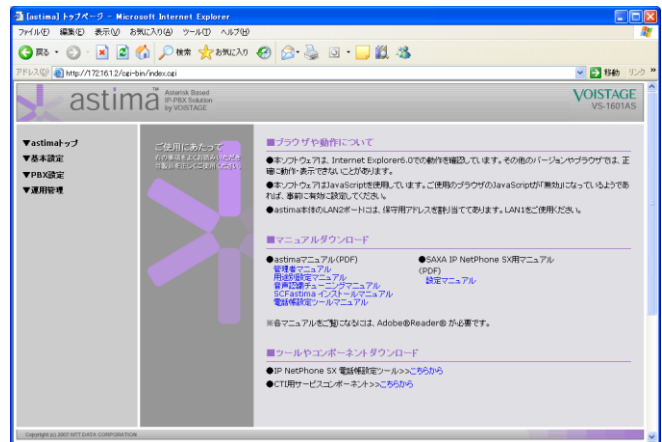 [astima] トップページ - Microsoft Internet Explorer
ファイル(F) 編集(E) 表示(V) お気に入り(A) ツール(T) ヘルプ(H)
戻る 検索 お気に入り
アドレス(D) http://172.16.1.2/cgi-bin/index.cgi 移動 リンク
astima Asterisk Based IP-PBX Solution by VOISTAGE
VOISTAGE
VS-1601AS
▼astimaトップ
▼基本設定
▼PBX設定
▼運用管理
ご使用にあたって
右の事項をよくお読みいただき
■ブラウザや動作について
●本ソフトウェアは、Internet Explorer6.0での動作を確認しています。その他のバージョンやブラウザでは、正
確に動作・表示できないことがあります。
●本ソフトウェアはJavaScriptを使用しています。ご使用のブラウザのJavaScriptが「無効」になっているようであ
れば、事前に有効に設定してください。
●astima本体のLAN2ポートには、保守用アドレスを割り当ててあります。LAN1をご使用ください。
■マニュアルダウンロード
●astimaマニュアル(PDF)
管理者マニュアル
用途別設定マニュアル
音声認識チューニングマニュアル
SCFastima インストールマニュアル
電話帳設定ツールマニュアル
●SAXA IP NetPhone SX用マニュアル
(PDF)
設定マニュアル
※各マニュアルをご覧になるには、Adobe®Reader® が必要です。
■ツールやコンポーネントダウンロード
●IP NetPhone SX 電話帳設定ツール>>こちらから
●CTI用サービスコンポーネント>>こちらから
Copyright (c) 2007 NTT DATA CORPORATION